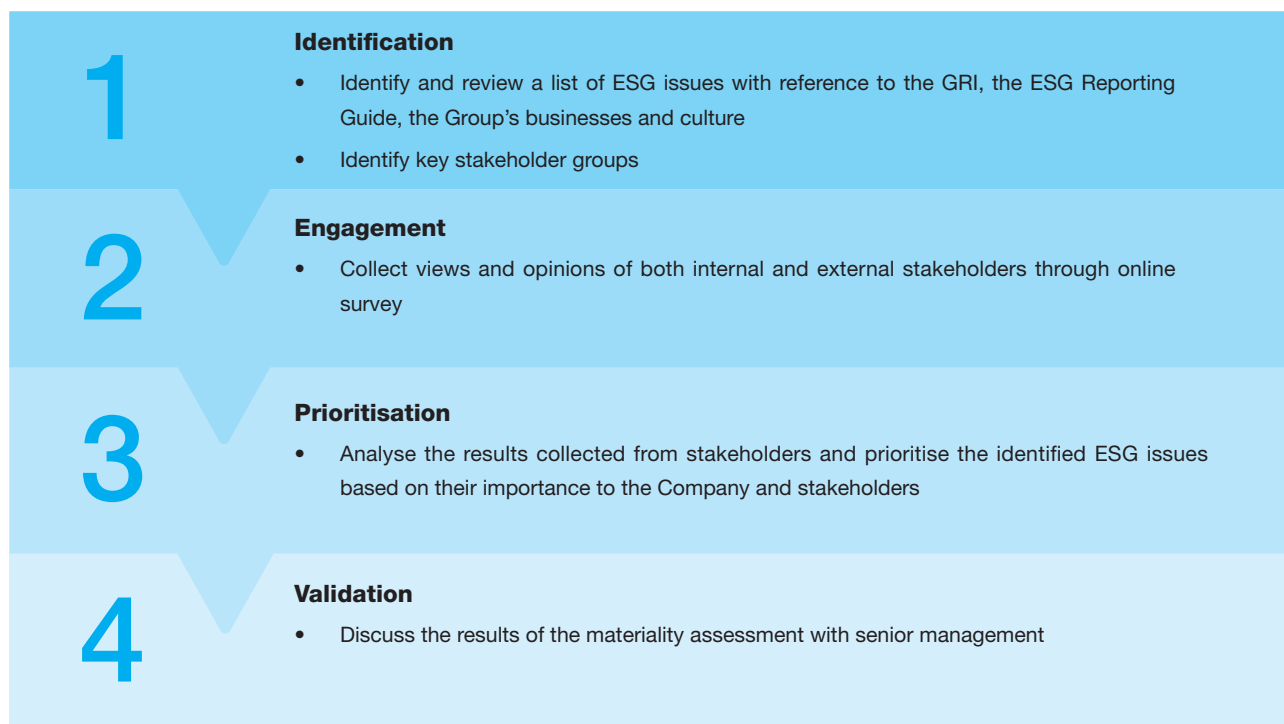 1
Identification
• Identify and review a list of ESG issues with reference to the GRI, the ESG Reporting
Guide, the Group's businesses and culture
• Identify key stakeholder groups
2
Engagement
• Collect views and opinions of both internal and external stakeholders through online
survey
3
Prioritisation
• Analyse the results collected from stakeholders and prioritise the identified ESG issues
based on their importance to the Company and stakeholders
4
Validation
• Discuss the results of the materiality assessment with senior management